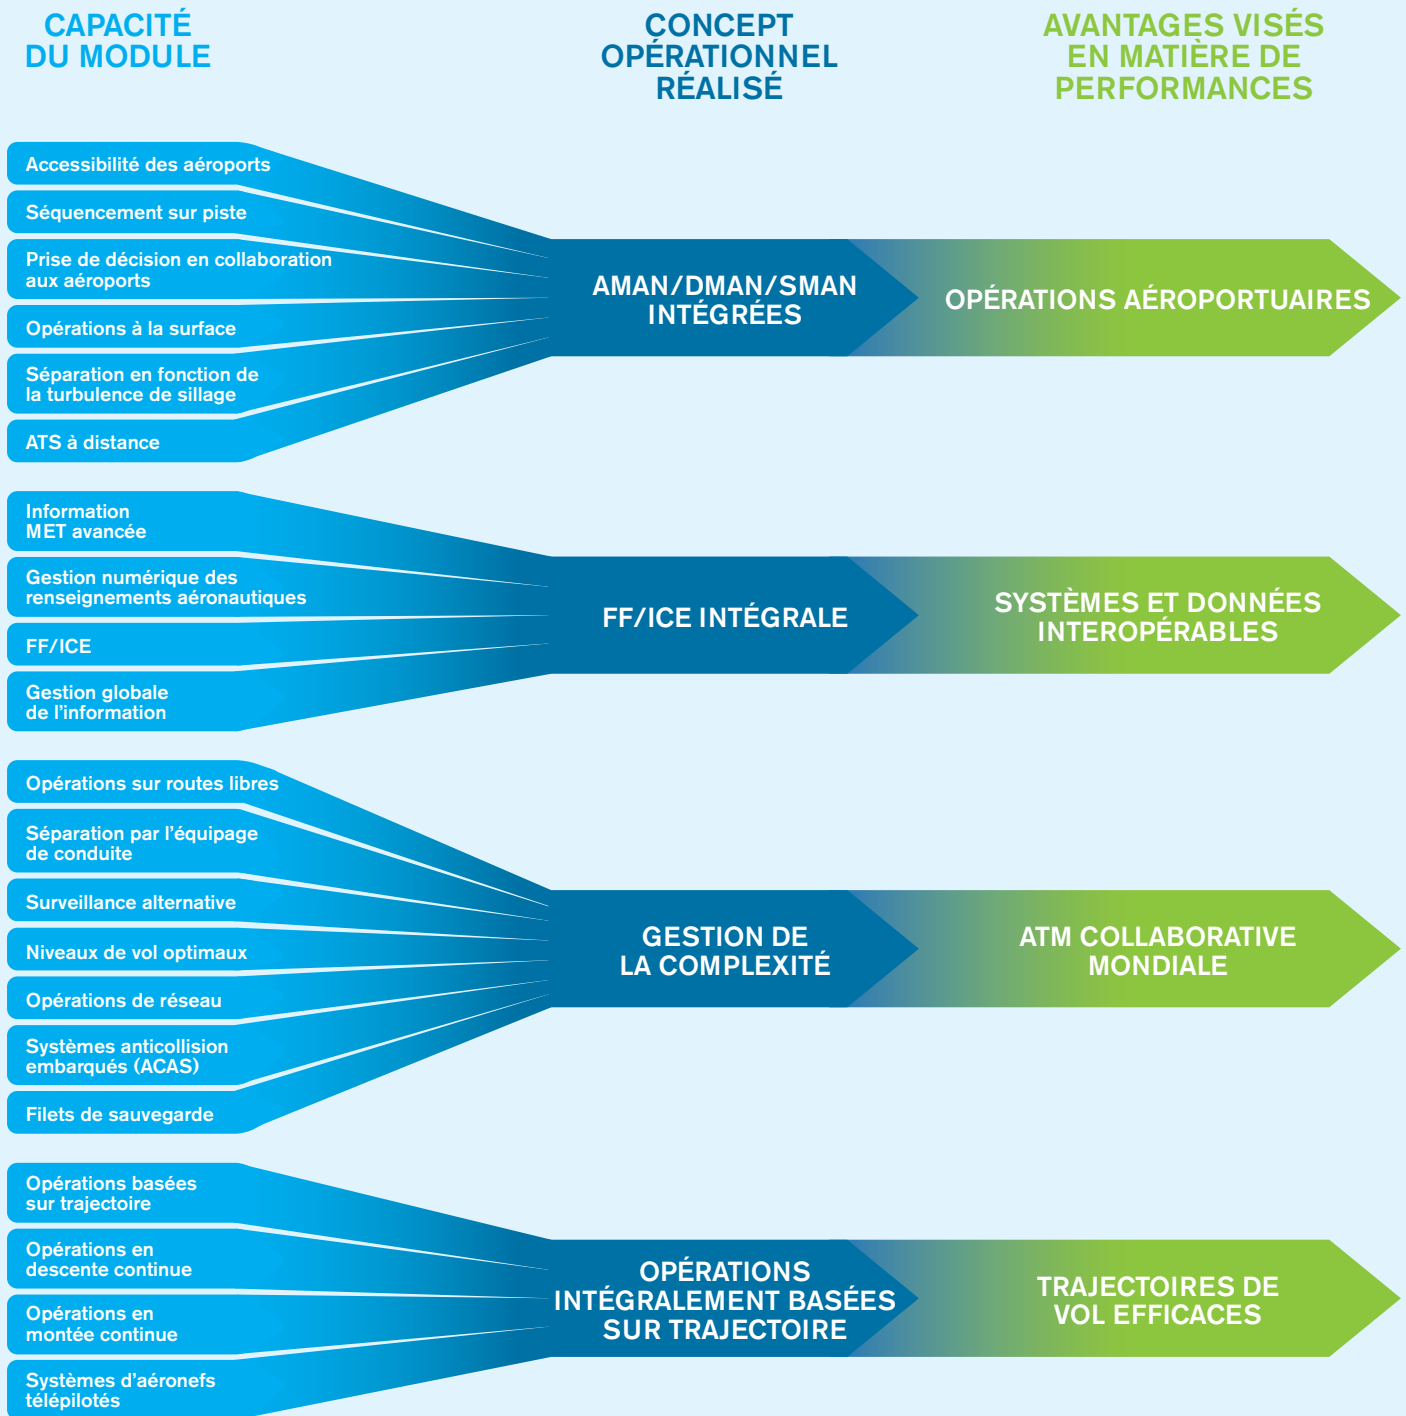 CAPACITÉ
DU MODULE
CONCEPT
OPÉRATIONNEL
RÉALISÉ
AVANTAGES VISÉS
EN MATIÈRE DE
PERFORMANCES
Accessibilité des aéroports
Séquencement sur piste
Prise de décision en collaboration
aux aéroports
Opérations à la surface
Séparation en fonction de
la turbulence de sillage
ATS à distance
AMAN/DMAN/SMAN
INTÉGRÉES
OPÉRATIONS AÉROPORTUAIRES
Information
MET avancée
Gestion numérique des
renseignements aéronautiques
FF/ICE
Gestion globale
de l'information
FF/ICE INTÉGRALE
SYSTÈMES ET DONNÉES
INTEROPÉRABLES
Opérations sur routes libres
Séparation par l'équipage
de conduite
Surveillance alternative
Niveaux de vol optimaux
Opérations de réseau
Systèmes anticollision
embarqués (ACAS)
Filets de sauvegarde
GESTION DE
LA COMPLEXITÉ
ATM COLLABORATIVE
MONDIALE
Opérations basées
sur trajectoire
Opérations en
descente continue
Opérations en
montée continue
Systèmes d'aéronefs
télépilotés
OPÉRATIONS
INTÉGRALEMENT BASÉES
SUR TRAJECTOIRE
TRAJECTOIRES DE
VOL EFFICACES